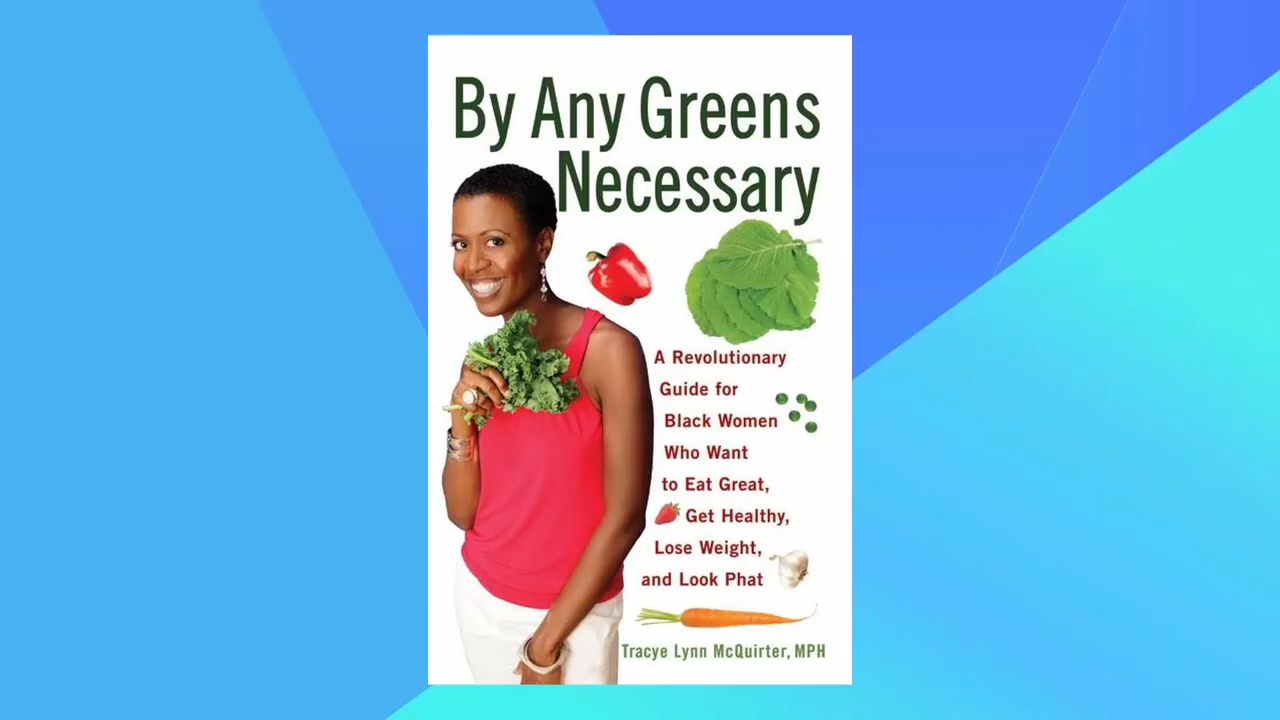 By Any Greens
Necessary
A Revolutionary
Guide for
Black Women
Who Want
to Eat Great,
Get Healthy,
Lose Weight,
and Look Phat
Tracye Lynn McQuirter, MPH